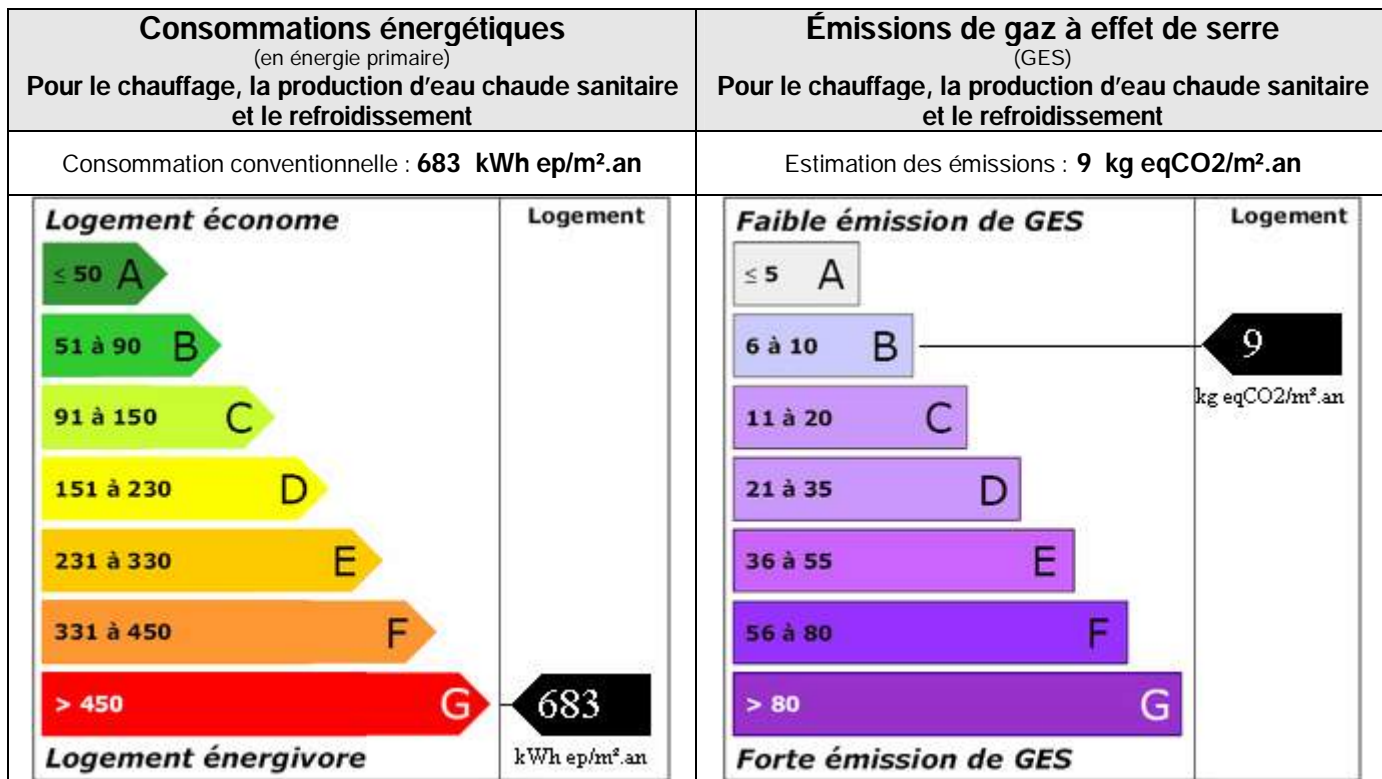 Consommations énergétiques
(en énergie primaire)
Pour le chauffage, la production d'eau chaude sanitaire
et le refroidissement
Consommation conventionnelle : 683 kWh ep/m².an
Logement économe
Logement
≤ 50 A
51 à 90 B
91 à 150 C
151 à 230 D
231 à 330 E
331 à 450 F
> 450 G
683
kWh ep/m².an
Logement énergivore
Émissions de gaz à effet de serre
(GES)
Pour le chauffage, la production d'eau chaude sanitaire
et le refroidissement
Estimation des émissions : 9 kg eqCO2/m².an
Faible émission de GES
Logement
≤ 5 A
6 à 10 B
9
kg eqCO2/m².an
11 à 20 C
21 à 35 D
36 à 55 E
56 à 80 F
> 80 G
Forte émission de GES